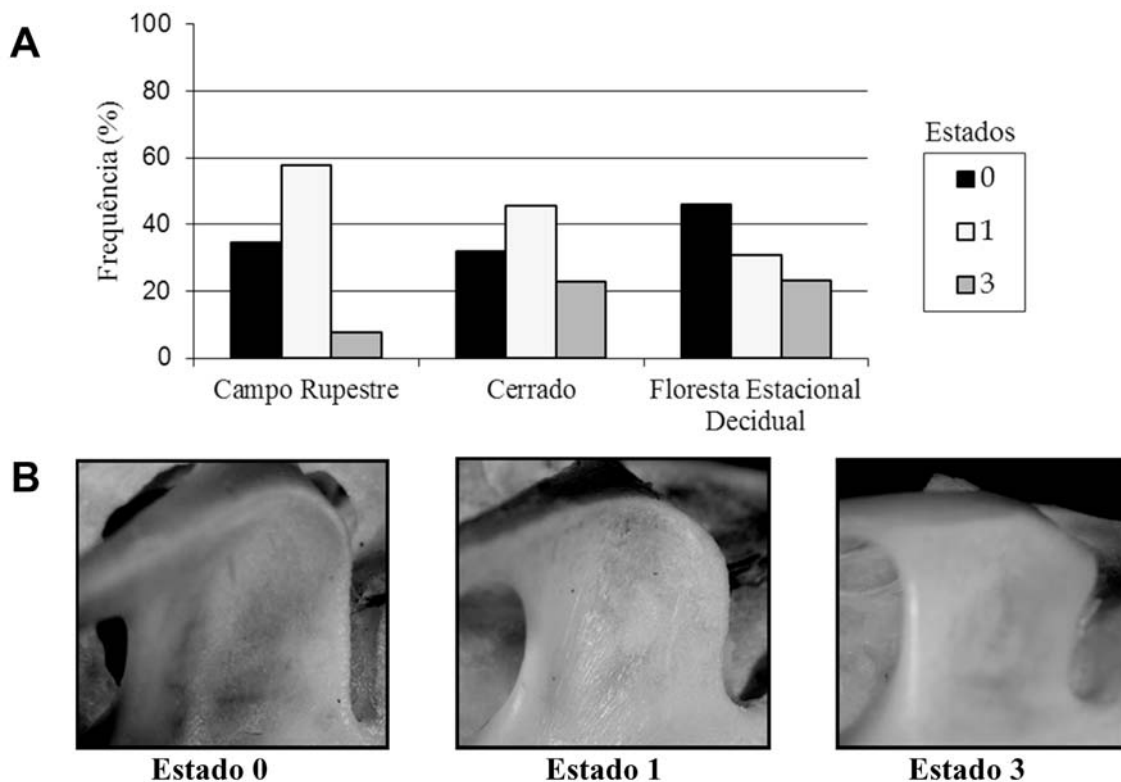 A
100
80
60
40
20
0
Frequência (%)
Campo Rupestre
Cerrado
Floresta Estacional
Decidual
Estados
0
1
3
B
Estado 0
Estado 1
Estado 3